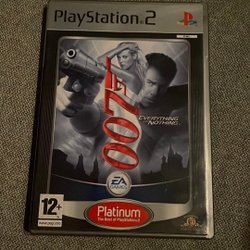 PlayStation 2
007
EVERYTHING
OR
NOTHING
EA
GAMES
Platinum
The Best of PlayStation 2
12+